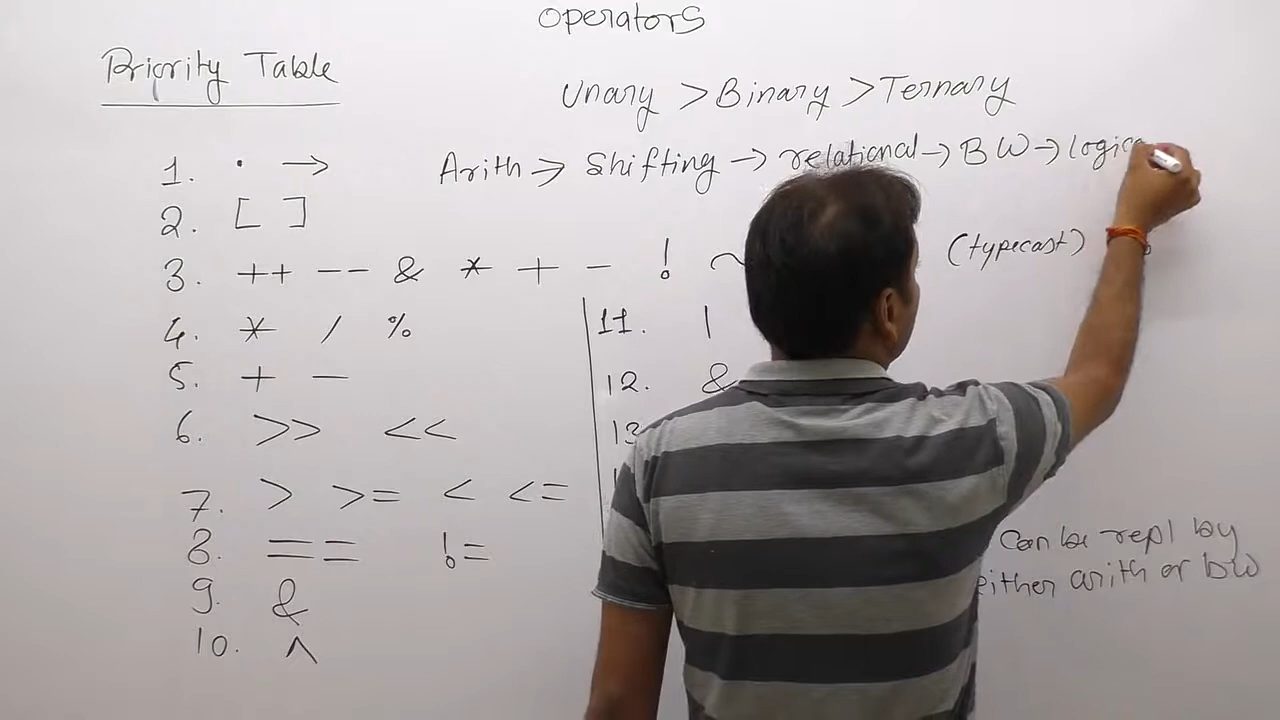 Operators
Priority Table
Unary > Binary > Ternary
Arith → Shifting → relational → BW → logica
1. . →
2. [ ]
3. ++ -- & * + - ! ~ (typecast)
4. * / %
5. + -
6. >> <<
7. > >= < <=
8. == !=
9. &
10. ^
11. |
12. &
13
can be repl by
either arith or bw